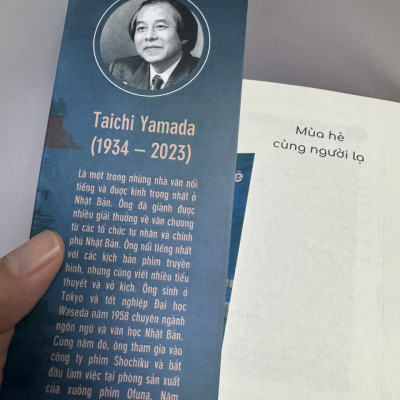 Taichi Yamada
(1934 – 2023)
Là một trong những nhà văn nổi
tiếng và được kính trọng nhất ở
Nhật Bản. Ông đã giành được
nhiều giải thưởng về văn chương
từ các tổ chức tư nhân và chính
phủ Nhật Bản. Ông nổi tiếng nhất
với các kịch bản phim truyền
hình, nhưng cũng viết nhiều tiểu
thuyết và vở kịch. Ông sinh ở
Tokyo và tốt nghiệp Đại học
Waseda năm 1958 chuyên ngành
ngôn ngữ và văn học Nhật Bản.
Cùng năm đó, ông tham gia vào
công ty phim Shochiku và bắt
đầu làm việc tại phòng sản xuất
của xưởng phim Ofuna. Năm
Mùa hè
cùng người lạ